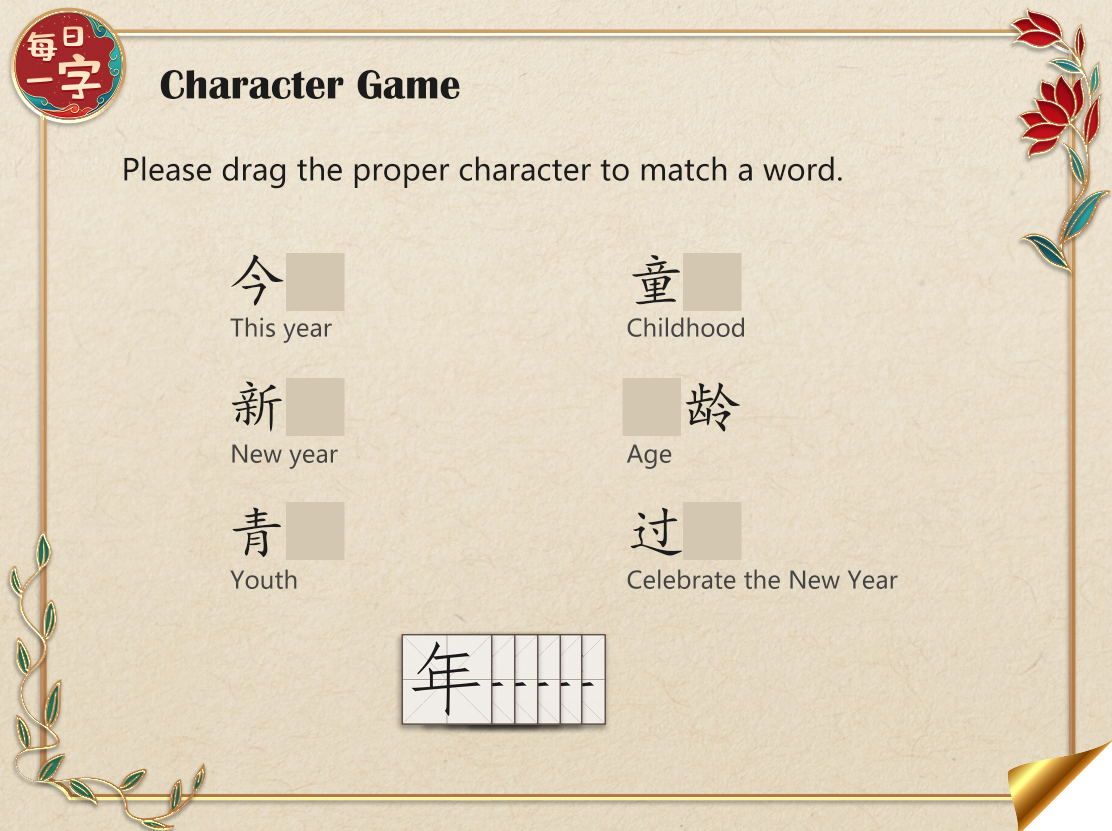 每日
一字
Character Game
Please drag the proper character to match a word.
今
This year
童
Childhood
新
New year
龄
Age
青
Youth
过
Celebrate the New Year
年